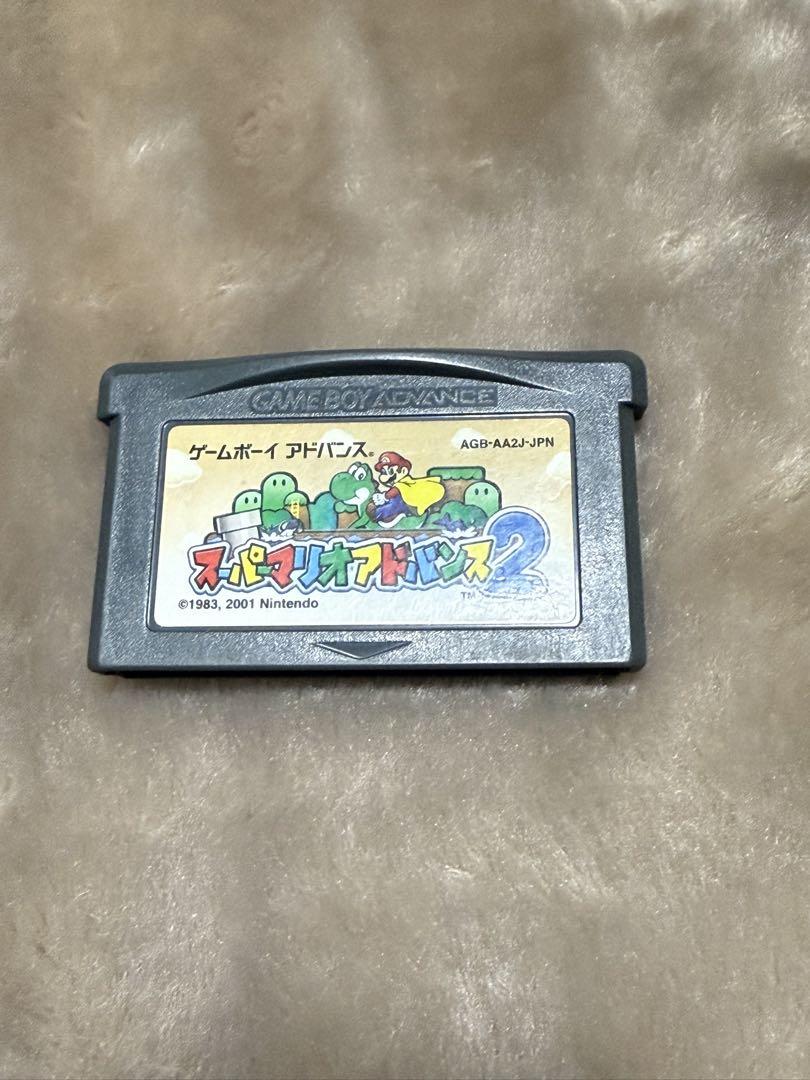 GAME BOY ADVANCE
ゲームボーイ アドバンス®
AGB-AA2J-JPN
スーパーマリオアドバンス2
TM
©1983, 2001 Nintendo